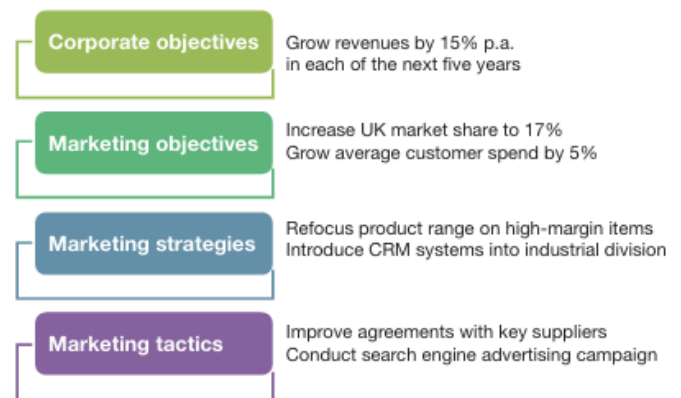 Corporate objectives
Grow revenues by 15% p.a.
in each of the next five years
Marketing objectives
Increase UK market share to 17%
Grow average customer spend by 5%
Marketing strategies
Refocus product range on high-margin items
Introduce CRM systems into industrial division
Marketing tactics
Improve agreements with key suppliers
Conduct search engine advertising campaign